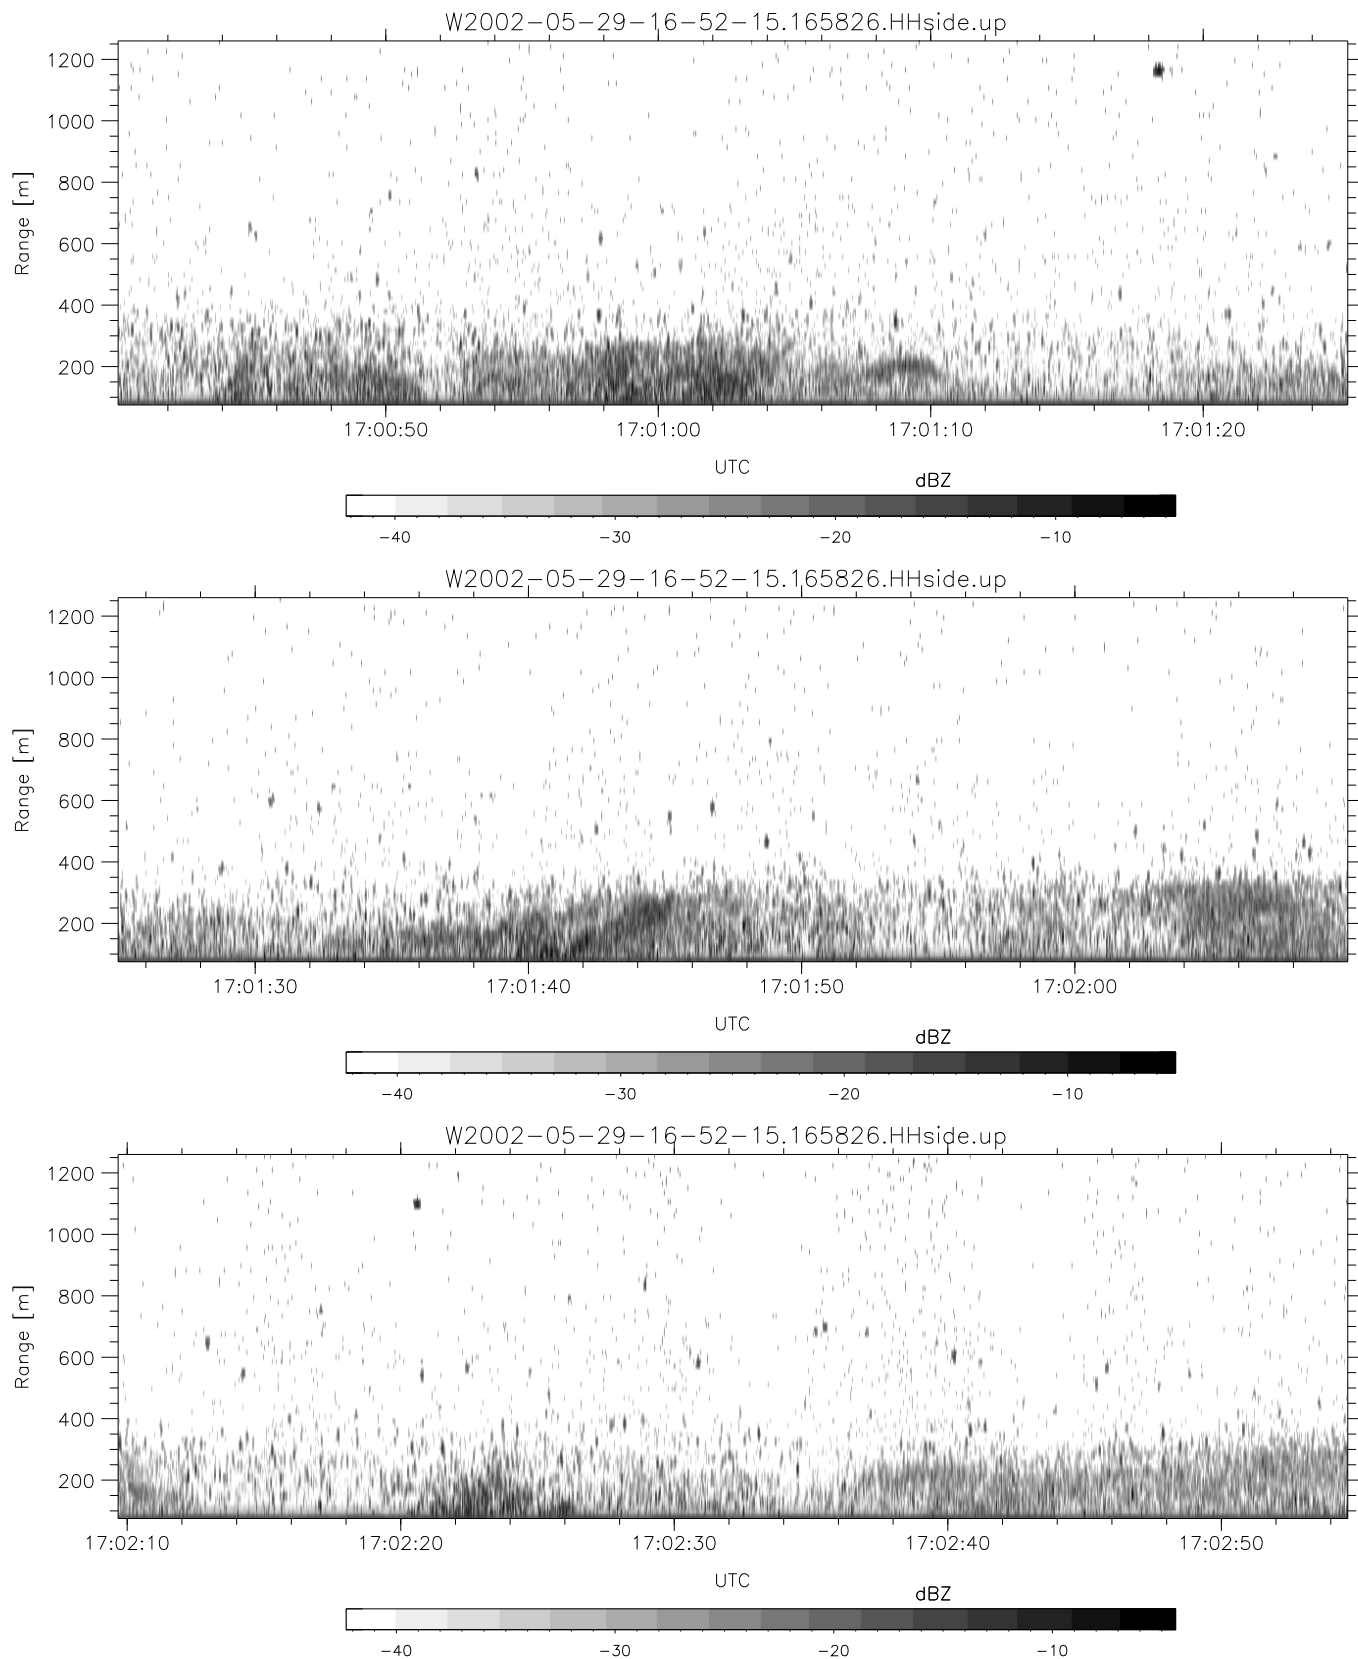 W2002-05-29-16-52-15.165826.HHside.up
1200
1000
800
600
400
200
Range [m]
17:00:50 17:01:00 17:01:10 17:01:20
UTC
dBZ
-40 -30 -20 -10
W2002-05-29-16-52-15.165826.HHside.up
1200
1000
800
600
400
200
Range [m]
17:01:30 17:01:40 17:01:50 17:02:00
UTC
dBZ
-40 -30 -20 -10
W2002-05-29-16-52-15.165826.HHside.up
1200
1000
800
600
400
200
Range [m]
17:02:10 17:02:20 17:02:30 17:02:40 17:02:50
UTC
dBZ
-40 -30 -20 -10